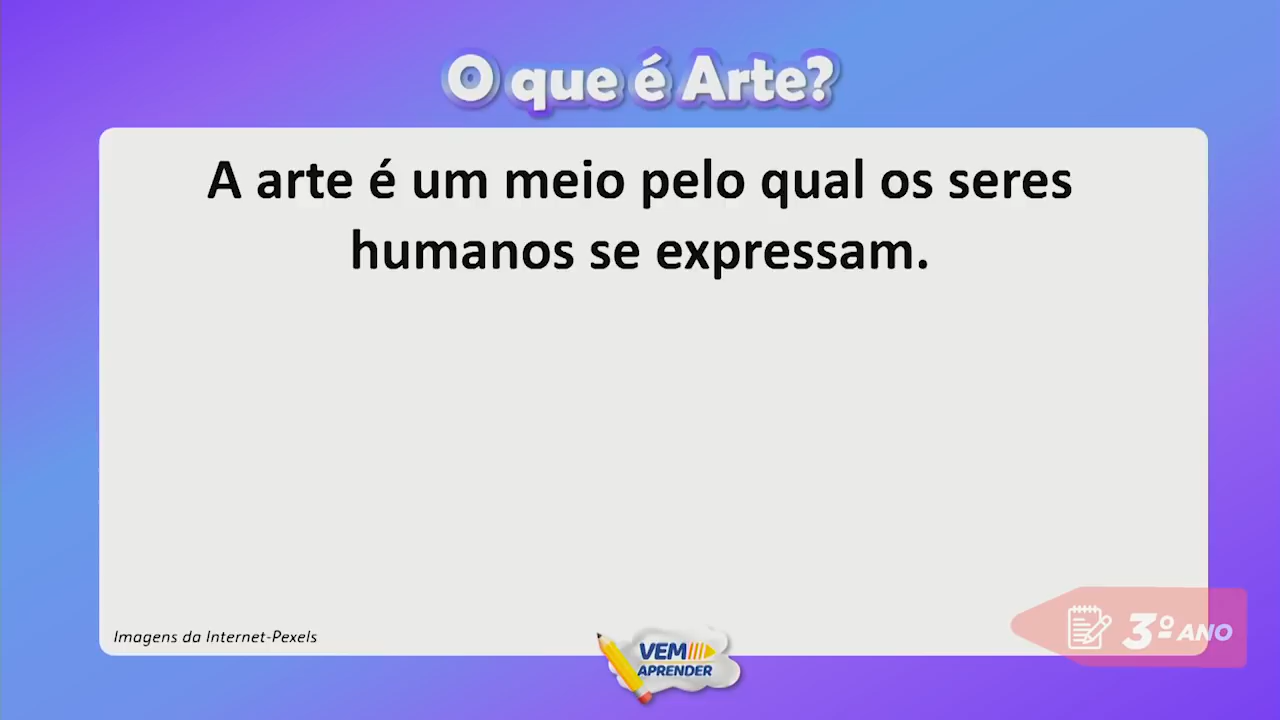 O que é Arte?
A arte é um meio pelo qual os seres
humanos se expressam.
Imagens da Internet-Pexels
VEM
APRENDER
3º ANO